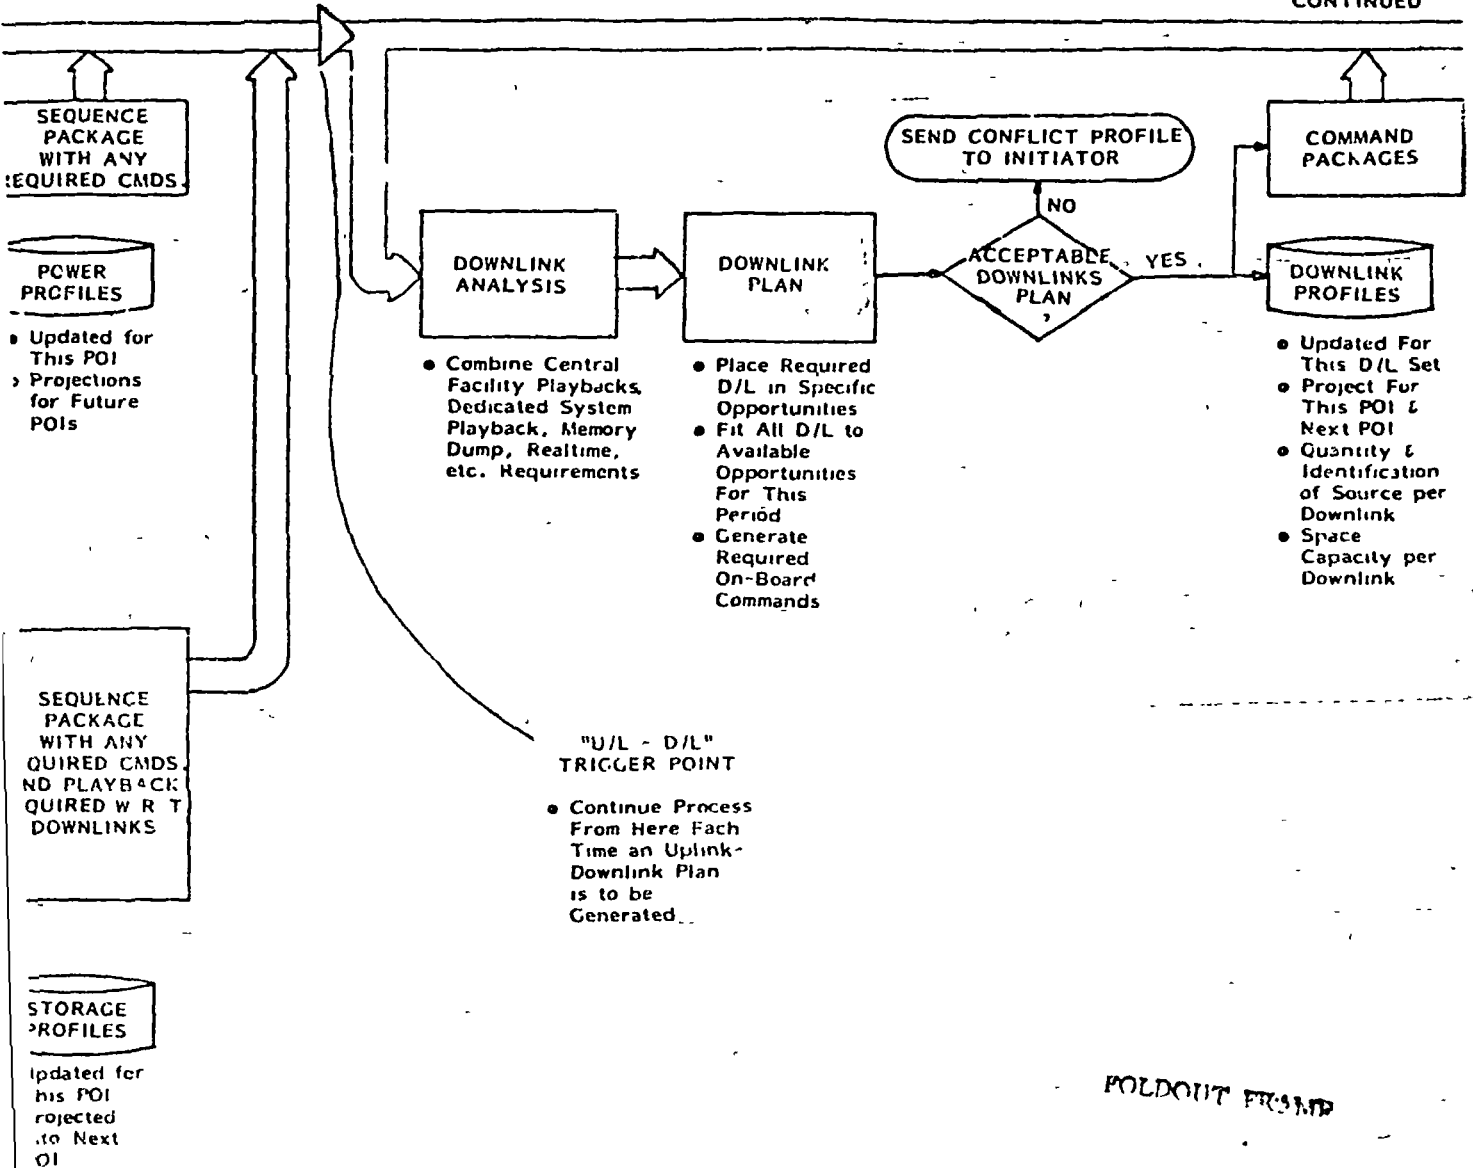 CONTINUED
SEQUENCE
PACKAGE
WITH ANY
REQUIRED CMDS.
POWER
PROFILES
• Updated for
This POI
Projections
for Future
POIs
SEND CONFLICT PROFILE
TO INITIATOR
NO
COMMAND
PACKAGES
DOWNLINK
ANALYSIS
DOWNLINK
PLAN
ACCEPTABLE
DOWNLINKS
PLAN
?
YES
DOWNLINK
PROFILES
• Combine Central
Facility Playbacks,
Dedicated System
Playback, Memory
Dump, Realtime,
etc. Requirements
• Place Required
D/L in Specific
Opportunities
• Fit All D/L to
Available
Opportunities
For This
Period
• Generate
Required
On-Board
Commands
• Updated For
This D/L Set
• Project For
This POI &
Next POI
• Quantity &
Identification
of Source per
Downlink
• Space
Capacity per
Downlink
SEQUENCE
PACKAGE
WITH ANY
QUIRED CMDS.
ND PLAYBACK
QUIRED W R T
DOWNLINKS
"U/L - D/L"
TRIGGER POINT
• Continue Process
From Here Each
Time an Uplink-
Downlink Plan
is to be
Generated
STORAGE
PROFILES
pdated for
his POI
rojected
to Next
OI
FOLDOUT FRAME